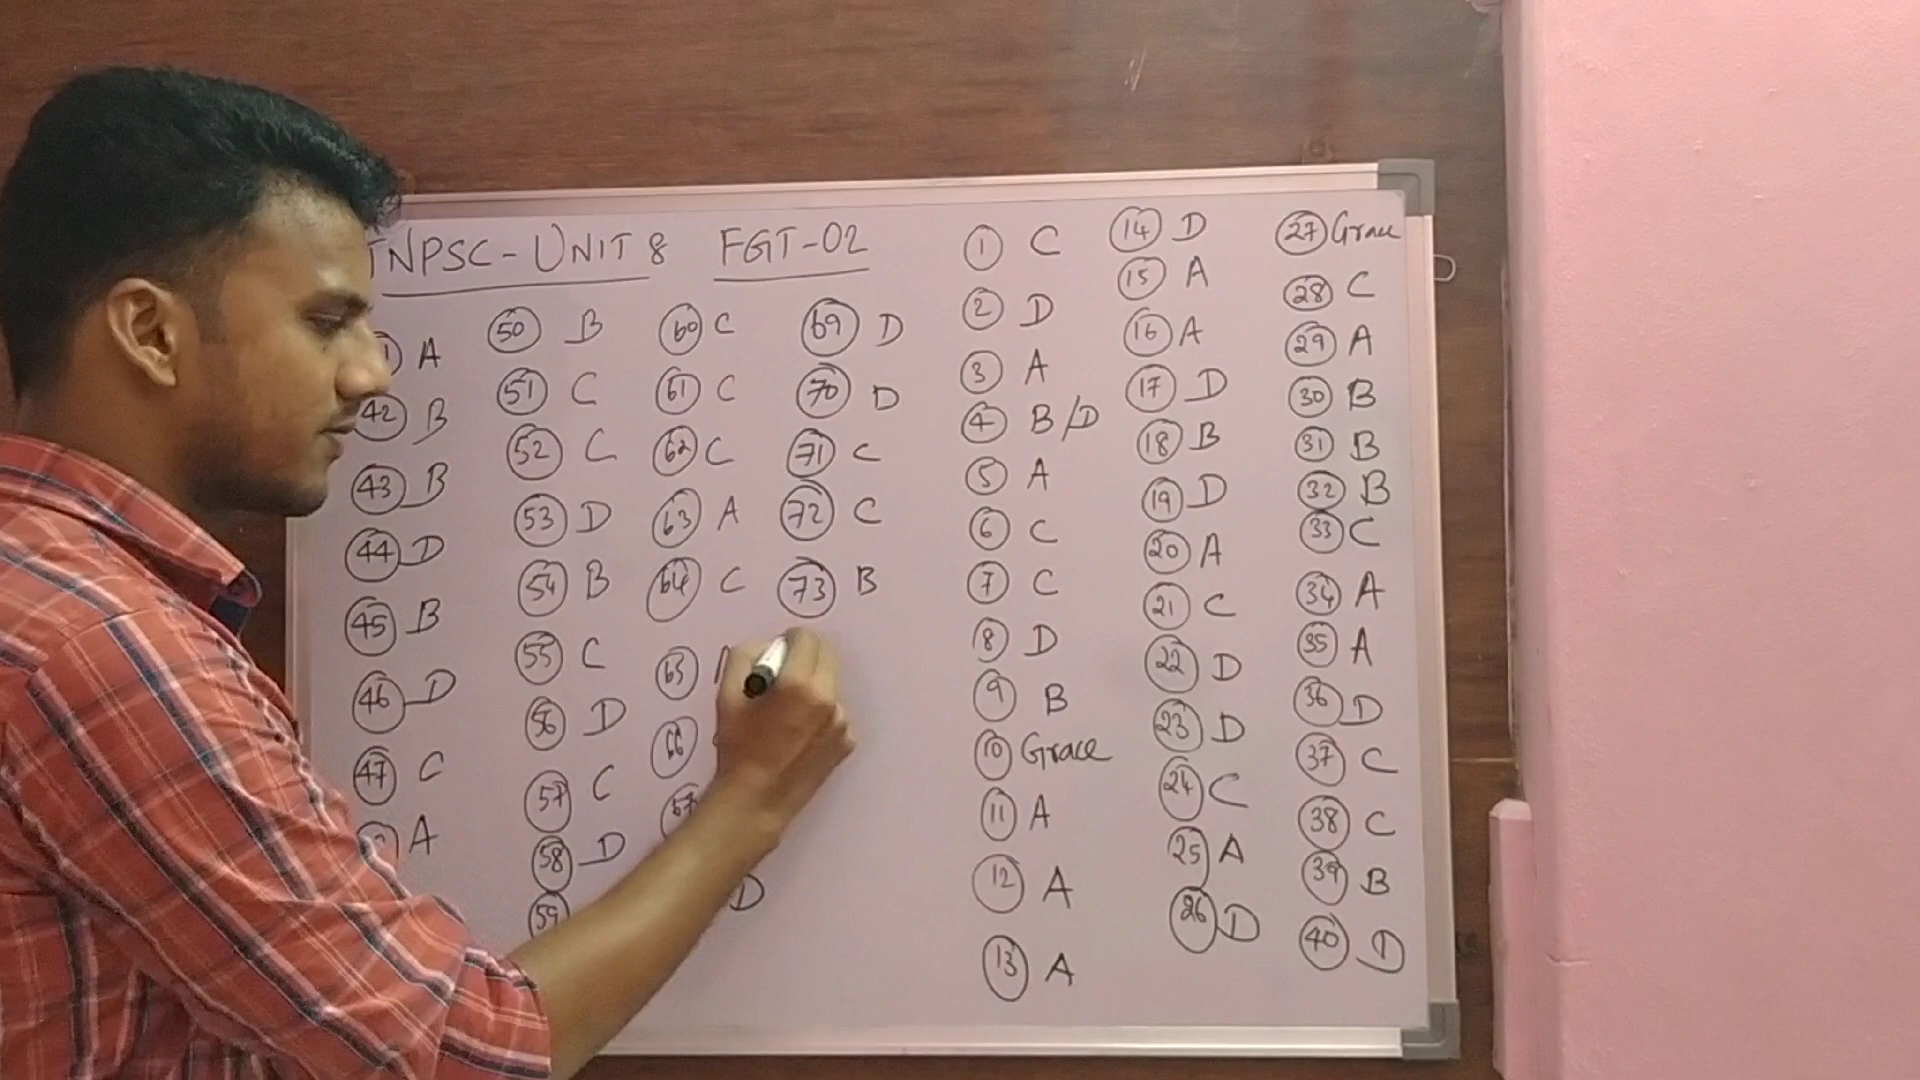 TNPSC - UNIT 8 FGT-02
A
42 B
43 B
44 D
45 B
46 D
47 C
A
50 B
51 C
52 C
53 D
54 B
55 C
56 D
57 C
58 D
59
60 C
61 C
62 C
63 A
64 C
65
66
67
D
69 D
70 D
71 C
72 C
73 B
1 C
2 D
3 A
4 B/D
5 A
6 C
7 C
8 D
9 B
10 Grace
11 A
12 A
13 A
14 D
15 A
16 A
17 D
18 B
19 D
20 A
21 C
22 D
23 D
24 C
25 A
26 D
27 Grace
28 C
29 A
30 B
31 B
32 B
33 C
34 A
35 A
36 D
37 C
38 C
39 B
40 D